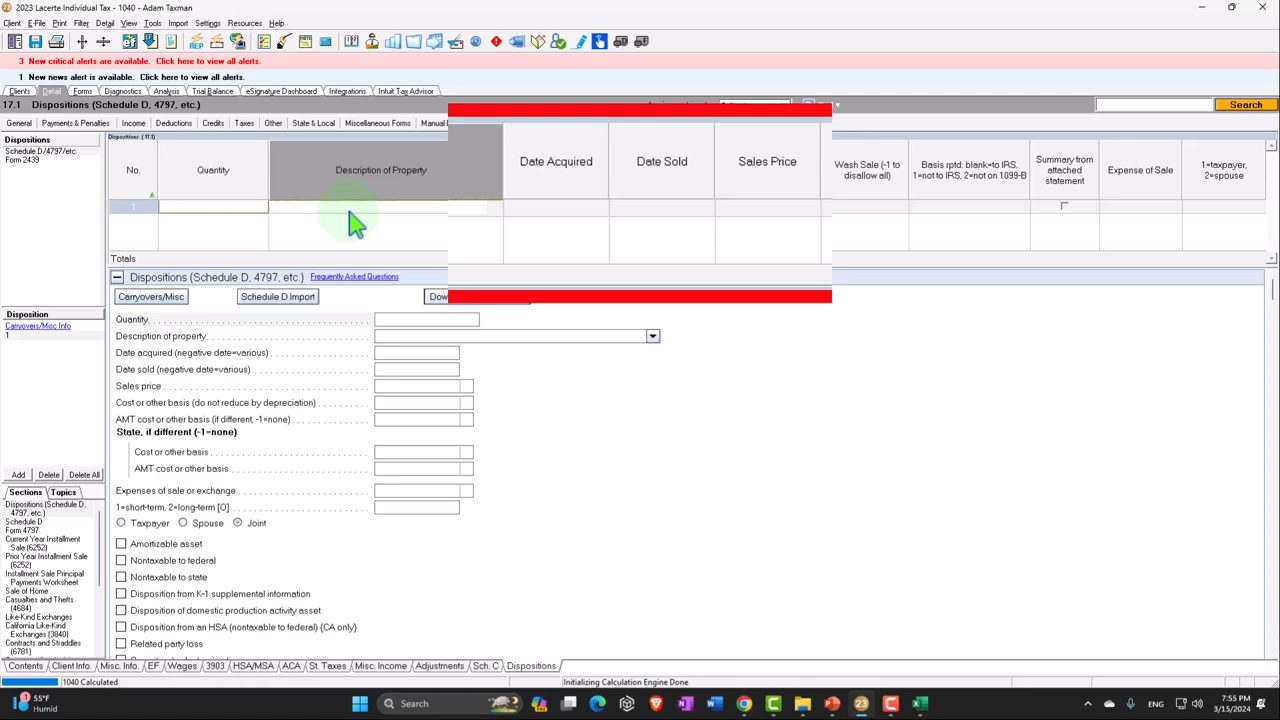 2023 Lacerte Individual Tax - 1040 - Adam Taxman
Client E-File Print Filter Detail View Tools Import Settings Resources Help
3 New critical alerts are available. Click here to view all alerts.
1 New news alert is available. Click here to view all alerts.
Clients Detail Forms Diagnostics Analysis Trial Balance eSignature Dashboard Integrations Intuit Tax Advisor
17.1 Dispositions (Schedule D, 4797, etc.) Search
General Payments & Penalties Income Deductions Credits Taxes Other State & Local Miscellaneous Forms Manual
Dispositions
Schedule D/4797/etc.
Form 2439
Dispositions (17.1)
No. Quantity Description of Property Date Acquired Date Sold Sales Price Wash Sale (-1 to disallow all) Basis rptd: blank=to IRS, 1=not to IRS, 2=not on 1099-B Summary from attached statement Expense of Sale 1=taxpayer, 2=spouse
1
Totals
Disposition
Carryovers/Misc Info
1
Add Delete Delete All
Sections Topics
Dispositions (Schedule D, 4797, etc.)
Schedule D
Form 4797
Current Year Installment Sale (6252)
Prior Year Installment Sale (6252)
Installment Sale Principal Payments Worksheet
Sale of Home
Casualties and Thefts (4684)
Like-Kind Exchanges
California Like-Kind Exchanges (3840)
Contracts and Straddles (6781)
Dispositions (Schedule D, 4797, etc.) Frequently Asked Questions
Carryovers/Misc Schedule D Import Dow
Quantity
Description of property
Date acquired (negative date=various)
Date sold (negative date=various)
Sales price
Cost or other basis (do not reduce by depreciation)
AMT cost or other basis (if different, -1=none)
State, if different (-1=none)
Cost or other basis
AMT cost or other basis
Expenses of sale or exchange
1=short-term, 2=long-term [O]
Taxpayer Spouse Joint
Amortizable asset
Nontaxable to federal
Nontaxable to state
Disposition from K-1 supplemental information
Disposition of domestic production activity asset
Disposition from an HSA (nontaxable to federal) {CA only}
Related party loss
Contents Client Info. Misc. Info. EF Wages 3903 HSA/MSA ACA St. Taxes Misc. Income Adjustments Sch. C Dispositions
1040 Calculated Initializing Calculation Engine Done
55°F
Humid
Search
ENG
7:55 PM
3/15/2024